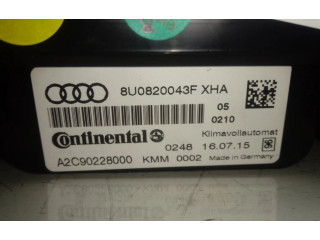 8U0820043F XHA
05
0210
Continental
Klimavollautomat
0248 16.07.15
A2C90228000 KMM 0002 Made in Germany